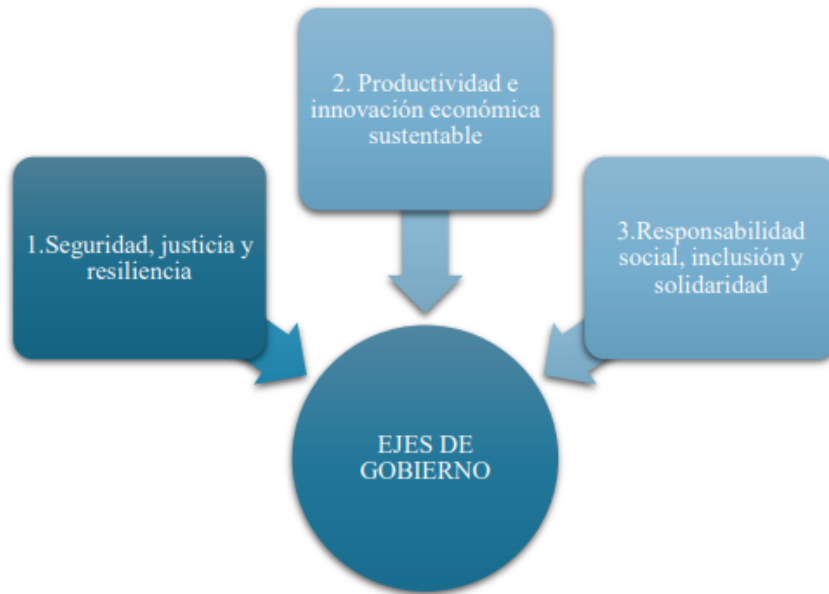 1.Seguridad, justicia y
resiliencia
2. Productividad e
innovación económica
sustentable
3.Responsabilidad
social, inclusión y
solidaridad
EJES DE
GOBIERNO